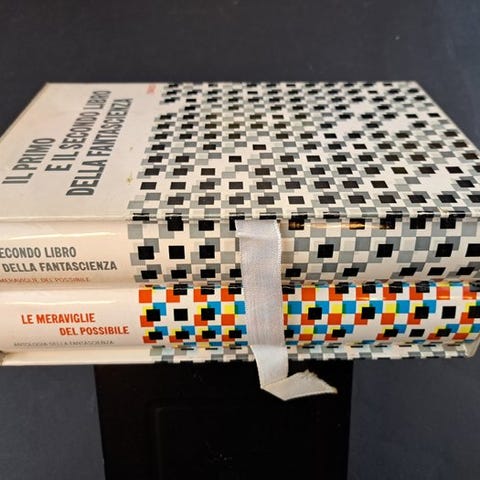 IL PRIMO
E IL SECONDO LIBRO
DELLA FANTASCIENZA
SECONDO LIBRO
DELLA FANTASCIENZA
MERAVIGLIE DEL POSSIBILE
LE MERAVIGLIE
DEL POSSIBILE
ANTOLOGIA DELLA FANTASCIENZA